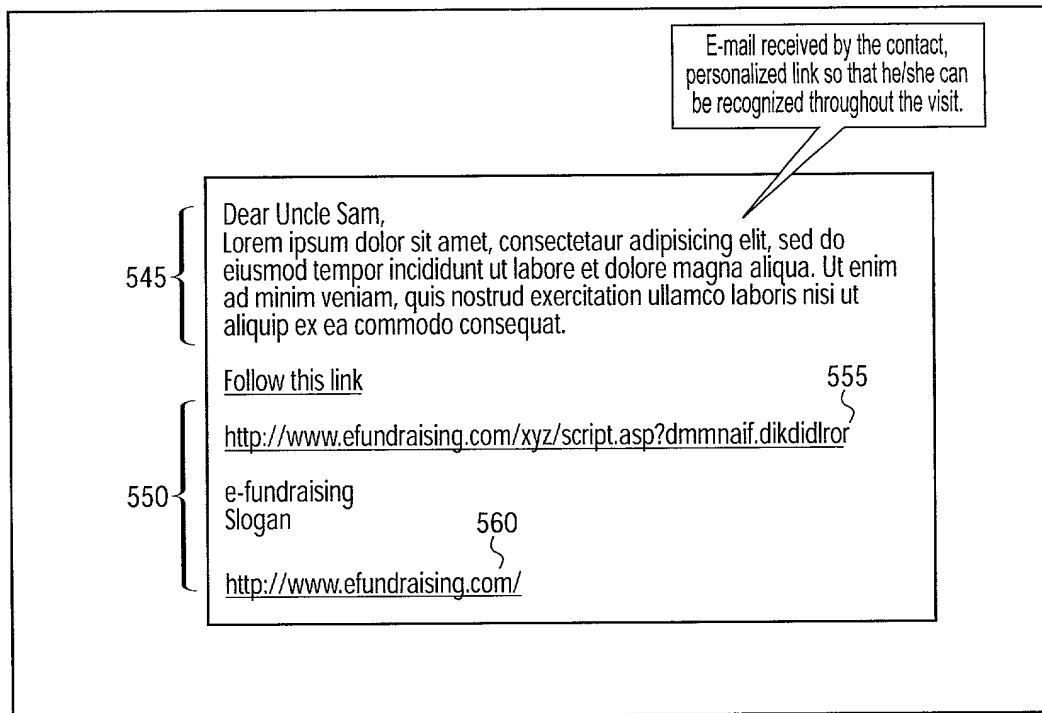 E-mail received by the contact,
personalized link so that he/she can
be recognized throughout the visit.
Dear Uncle Sam,
Lorem ipsum dolor sit amet, consectetaur adipisicing elit, sed do
eiusmod tempor incididunt ut labore et dolore magna aliqua. Ut enim
ad minim veniam, quis nostrud exercitation ullamco laboris nisi ut
aliquip ex ea commodo consequat.
545
Follow this link
555
http://www.efundraising.com/xyz/script.asp?dmmnaif.dikdidlror
550
e-fundraising
Slogan
560
http://www.efundraising.com/